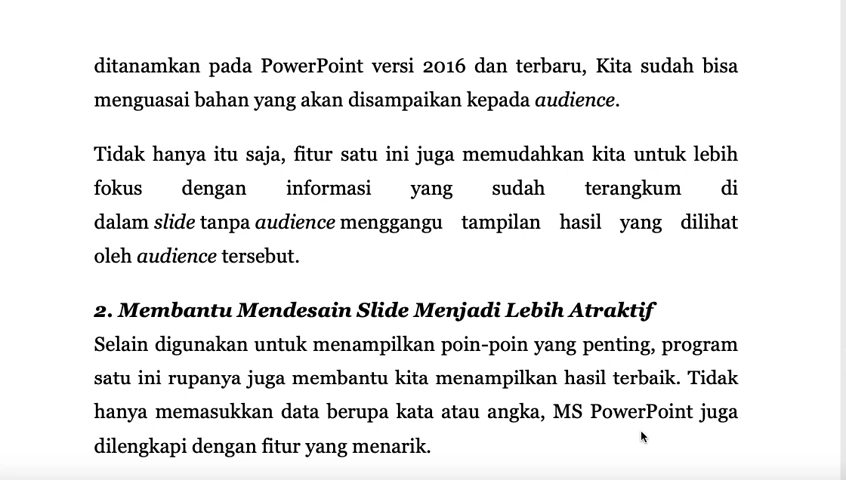 ditanamkan pada PowerPoint versi 2016 dan terbaru, Kita sudah bisa
menguasai bahan yang akan disampaikan kepada audience.
Tidak hanya itu saja, fitur satu ini juga memudahkan kita untuk lebih
fokus dengan informasi yang sudah terangkum di
dalam slide tanpa audience menggangu tampilan hasil yang dilihat
oleh audience tersebut.
2. Membantu Mendesain Slide Menjadi Lebih Atraktif
Selain digunakan untuk menampilkan poin-poin yang penting, program
satu ini rupanya juga membantu kita menampilkan hasil terbaik. Tidak
hanya memasukkan data berupa kata atau angka, MS PowerPoint juga
dilengkapi dengan fitur yang menarik.